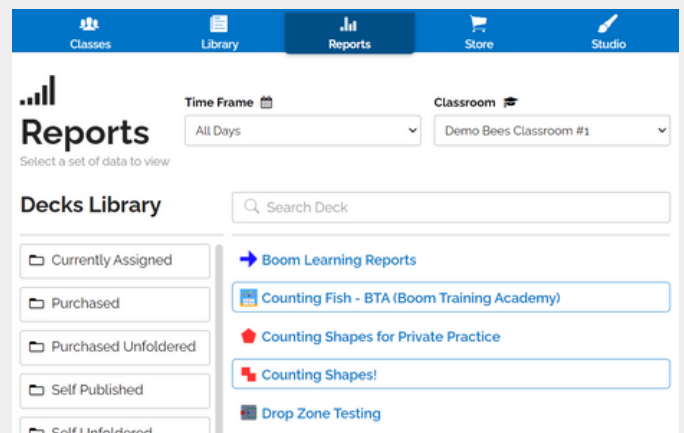 Classes Library Reports Store Studio
Reports
Select a set of data to view
Time Frame
All Days
Classroom
Demo Bees Classroom #1
Decks Library
Search Deck
Currently Assigned
Purchased
Purchased Unfoldered
Self Published
Self Unfoldered
Boom Learning Reports
Counting Fish - BTA (Boom Training Academy)
Counting Shapes for Private Practice
Counting Shapes!
Drop Zone Testing